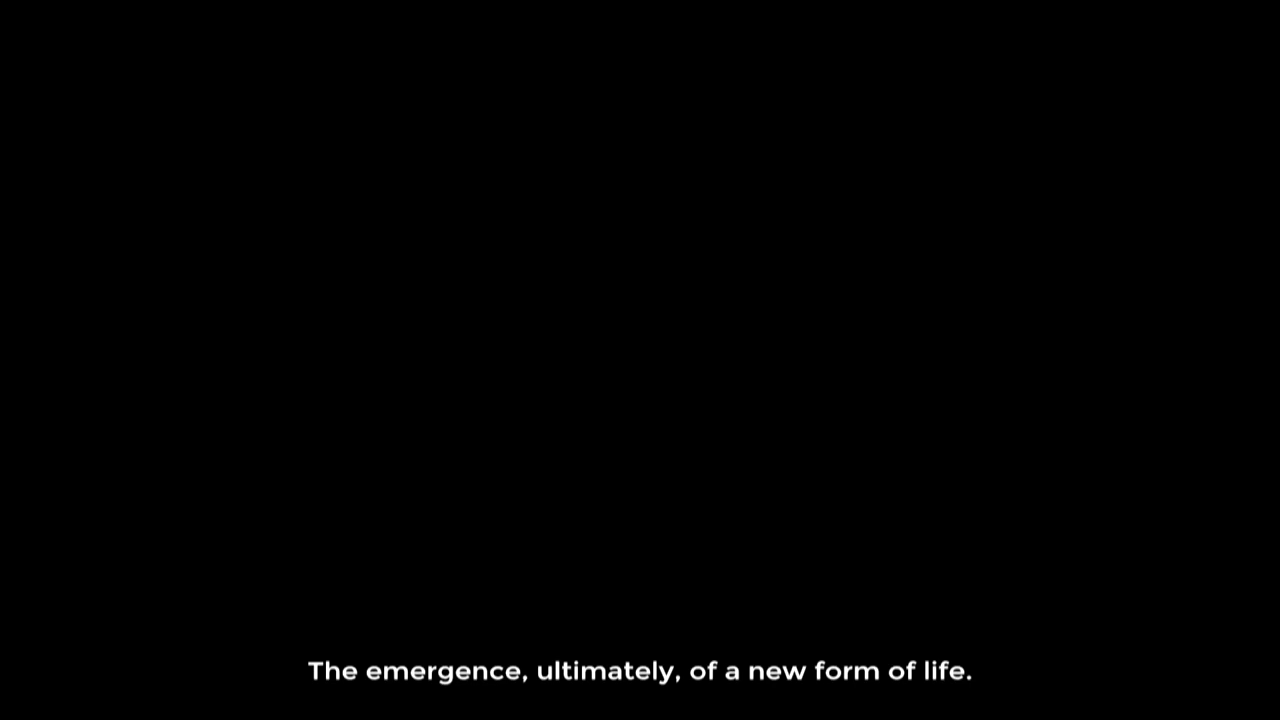 The emergence, ultimately, of a new form of life.